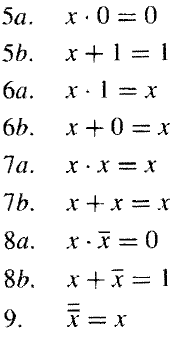 5a. x · 0 = 0
5b. x + 1 = 1
6a. x · 1 = x
6b. x + 0 = x
7a. x · x = x
7b. x + x = x
8a. x · x̄ = 0
8b. x + x̄ = 1
9. x̿ = x